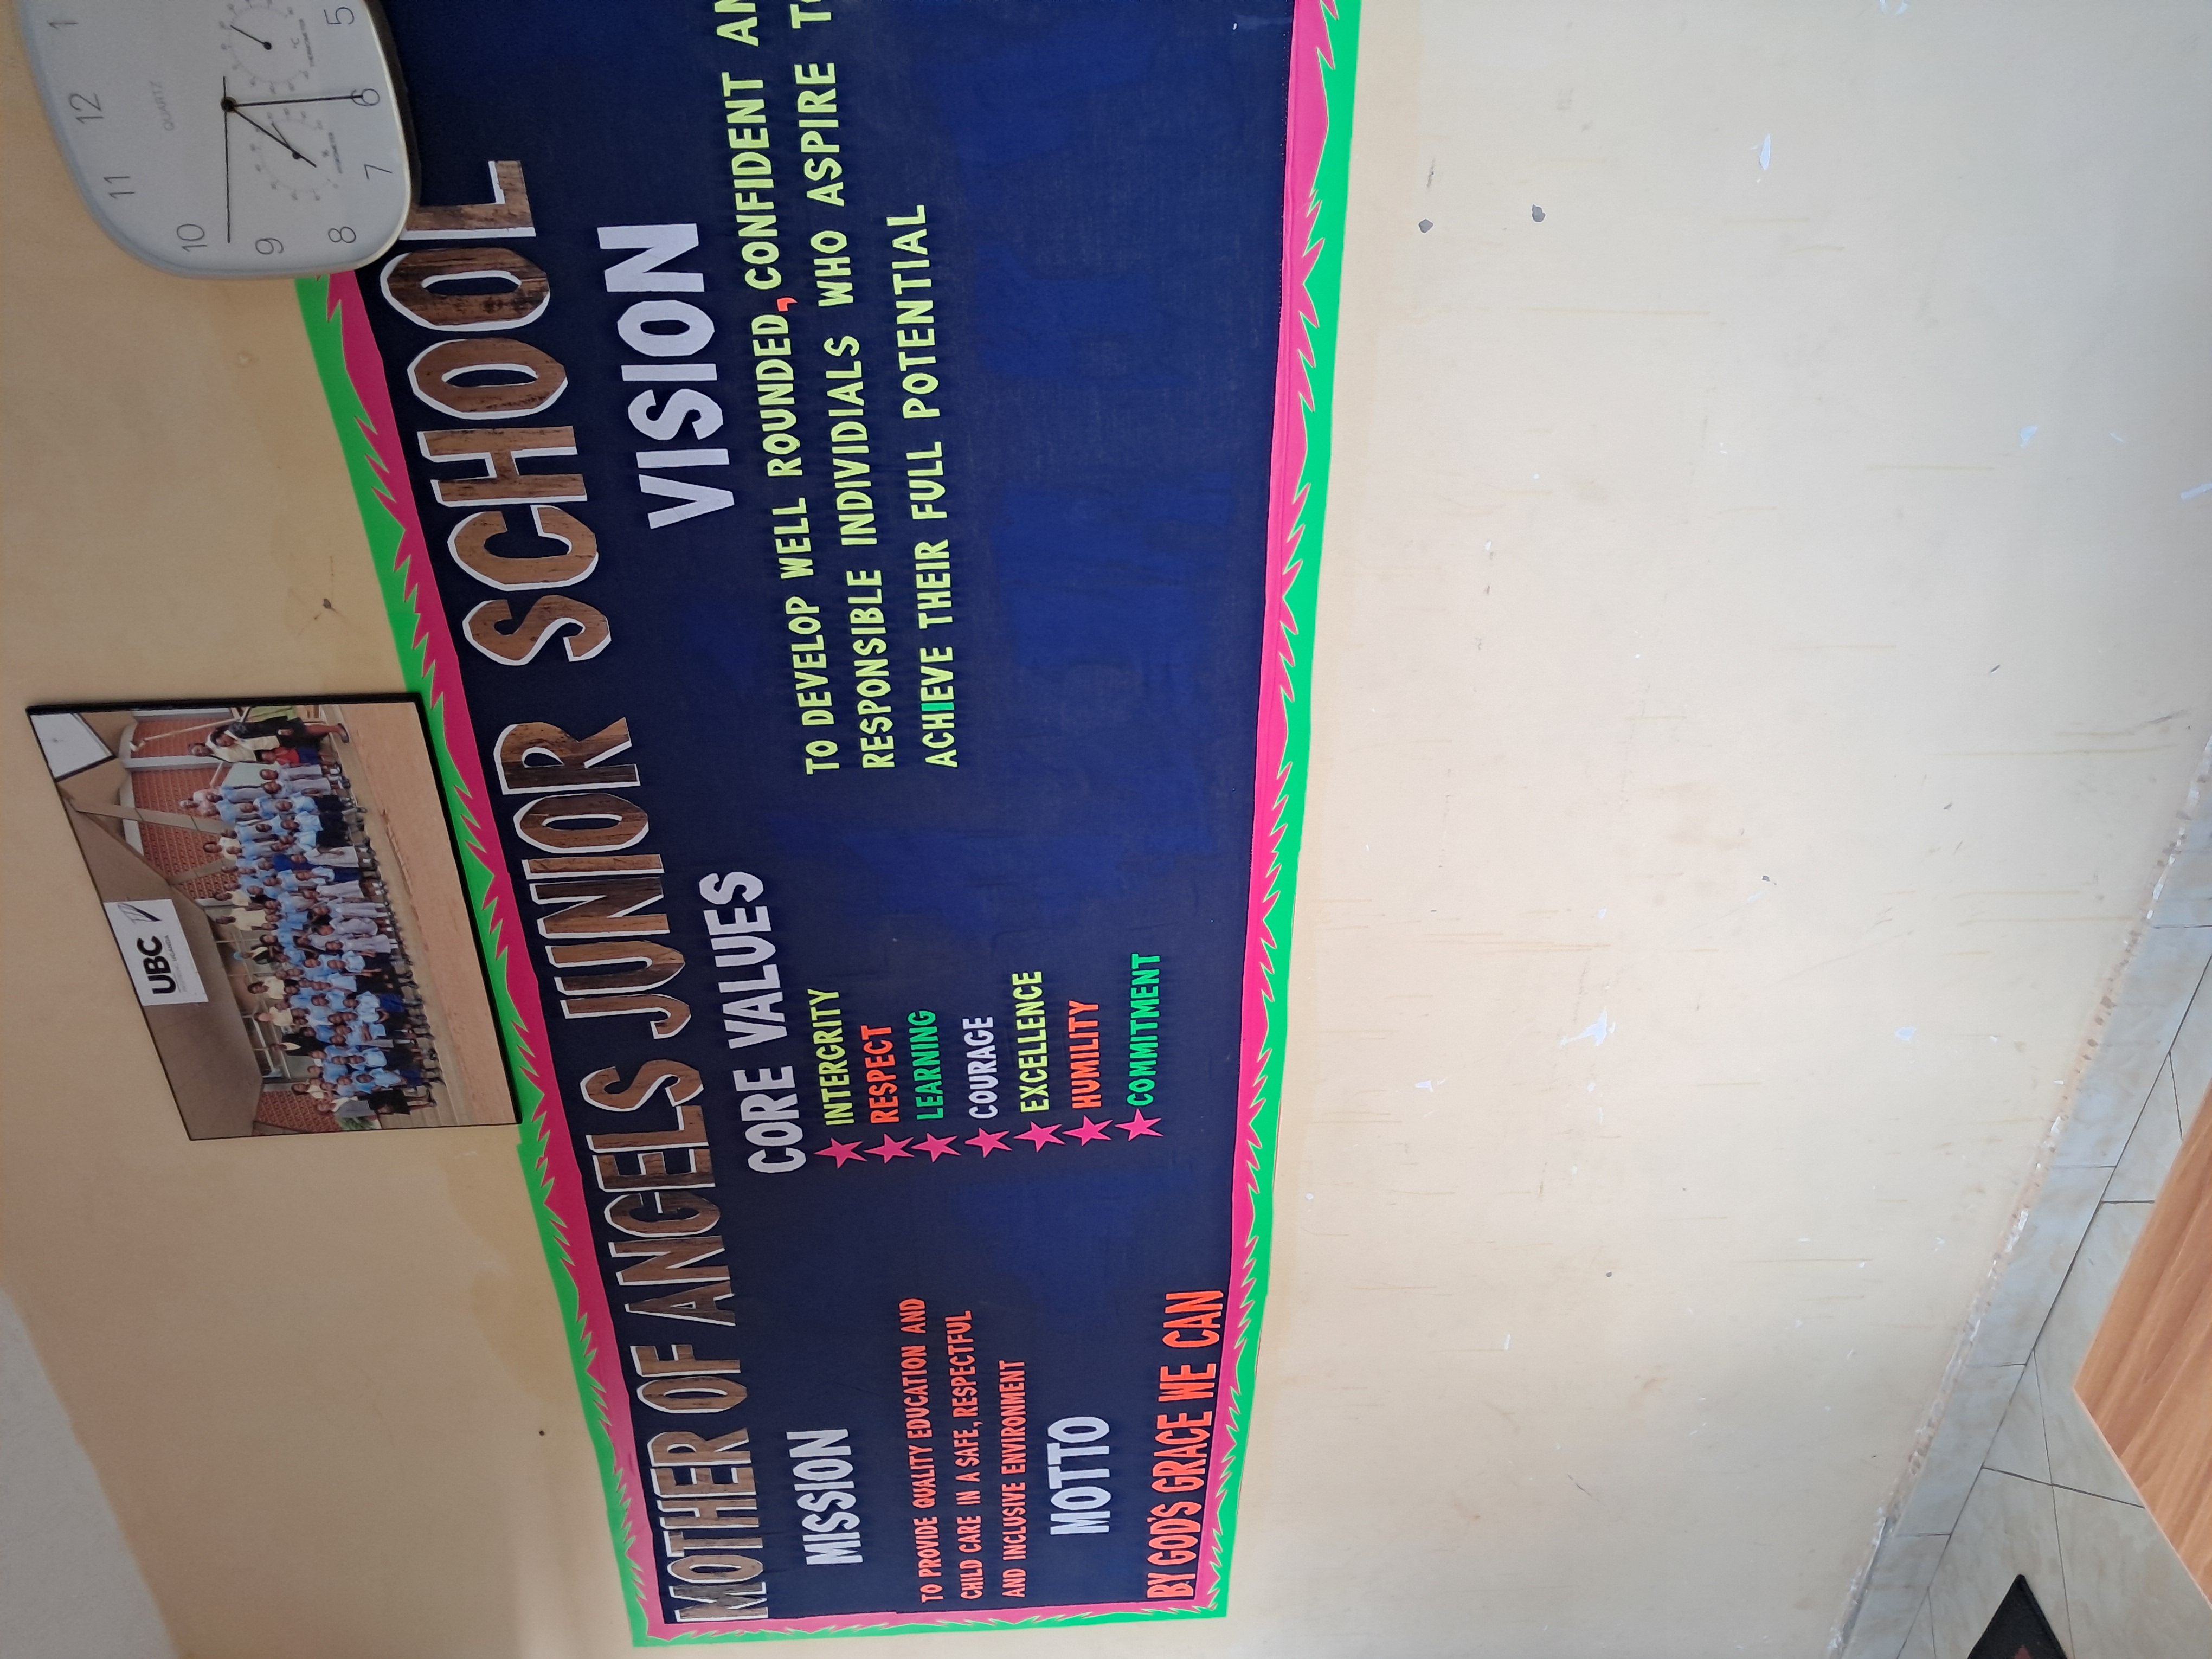 UBC
QUARTZ
12
1
11
10
9
8
7
6
5
°C
MOTHER OF ANGELS JUNIOR SCHOOL
MISSION
TO PROVIDE QUALITY EDUCATION AND
CHILD CARE IN A SAFE, RESPECTFUL
AND INCLUSIVE ENVIRONMENT
MOTTO
BY GOD'S GRACE WE CAN
CORE VALUES
INTERGRITY
RESPECT
LEARNING
COURAGE
EXCELLENCE
HUMILITY
COMMITMENT
VISION
TO DEVELOP WELL ROUNDED, CONFIDENT
RESPONSIBLE INDIVIDIALS WHO ASPIRE
ACHIEVE THEIR FULL POTENTIAL